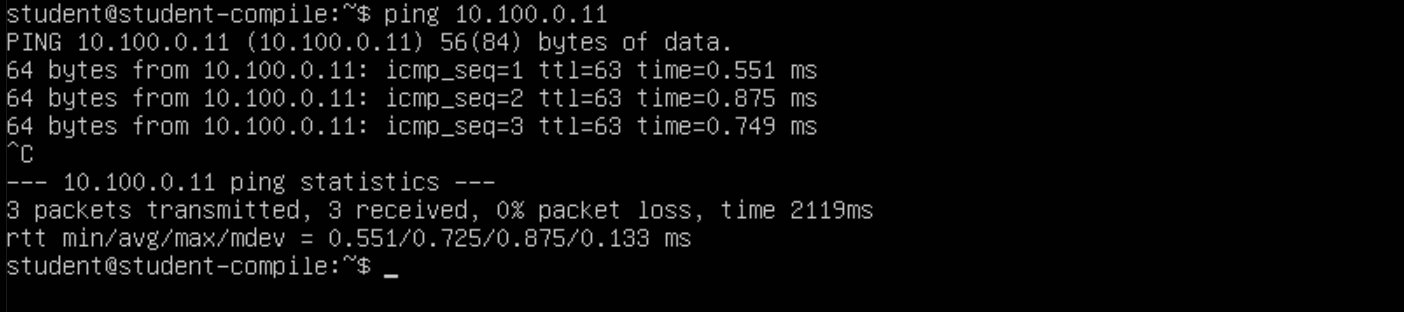 student@student-compile:~$ ping 10.100.0.11
PING 10.100.0.11 (10.100.0.11) 56(84) bytes of data.
64 bytes from 10.100.0.11: icmp_seq=1 ttl=63 time=0.551 ms
64 bytes from 10.100.0.11: icmp_seq=2 ttl=63 time=0.875 ms
64 bytes from 10.100.0.11: icmp_seq=3 ttl=63 time=0.749 ms
^C
--- 10.100.0.11 ping statistics ---
3 packets transmitted, 3 received, 0% packet loss, time 2119ms
rtt min/avg/max/mdev = 0.551/0.725/0.875/0.133 ms
student@student-compile:~$ _